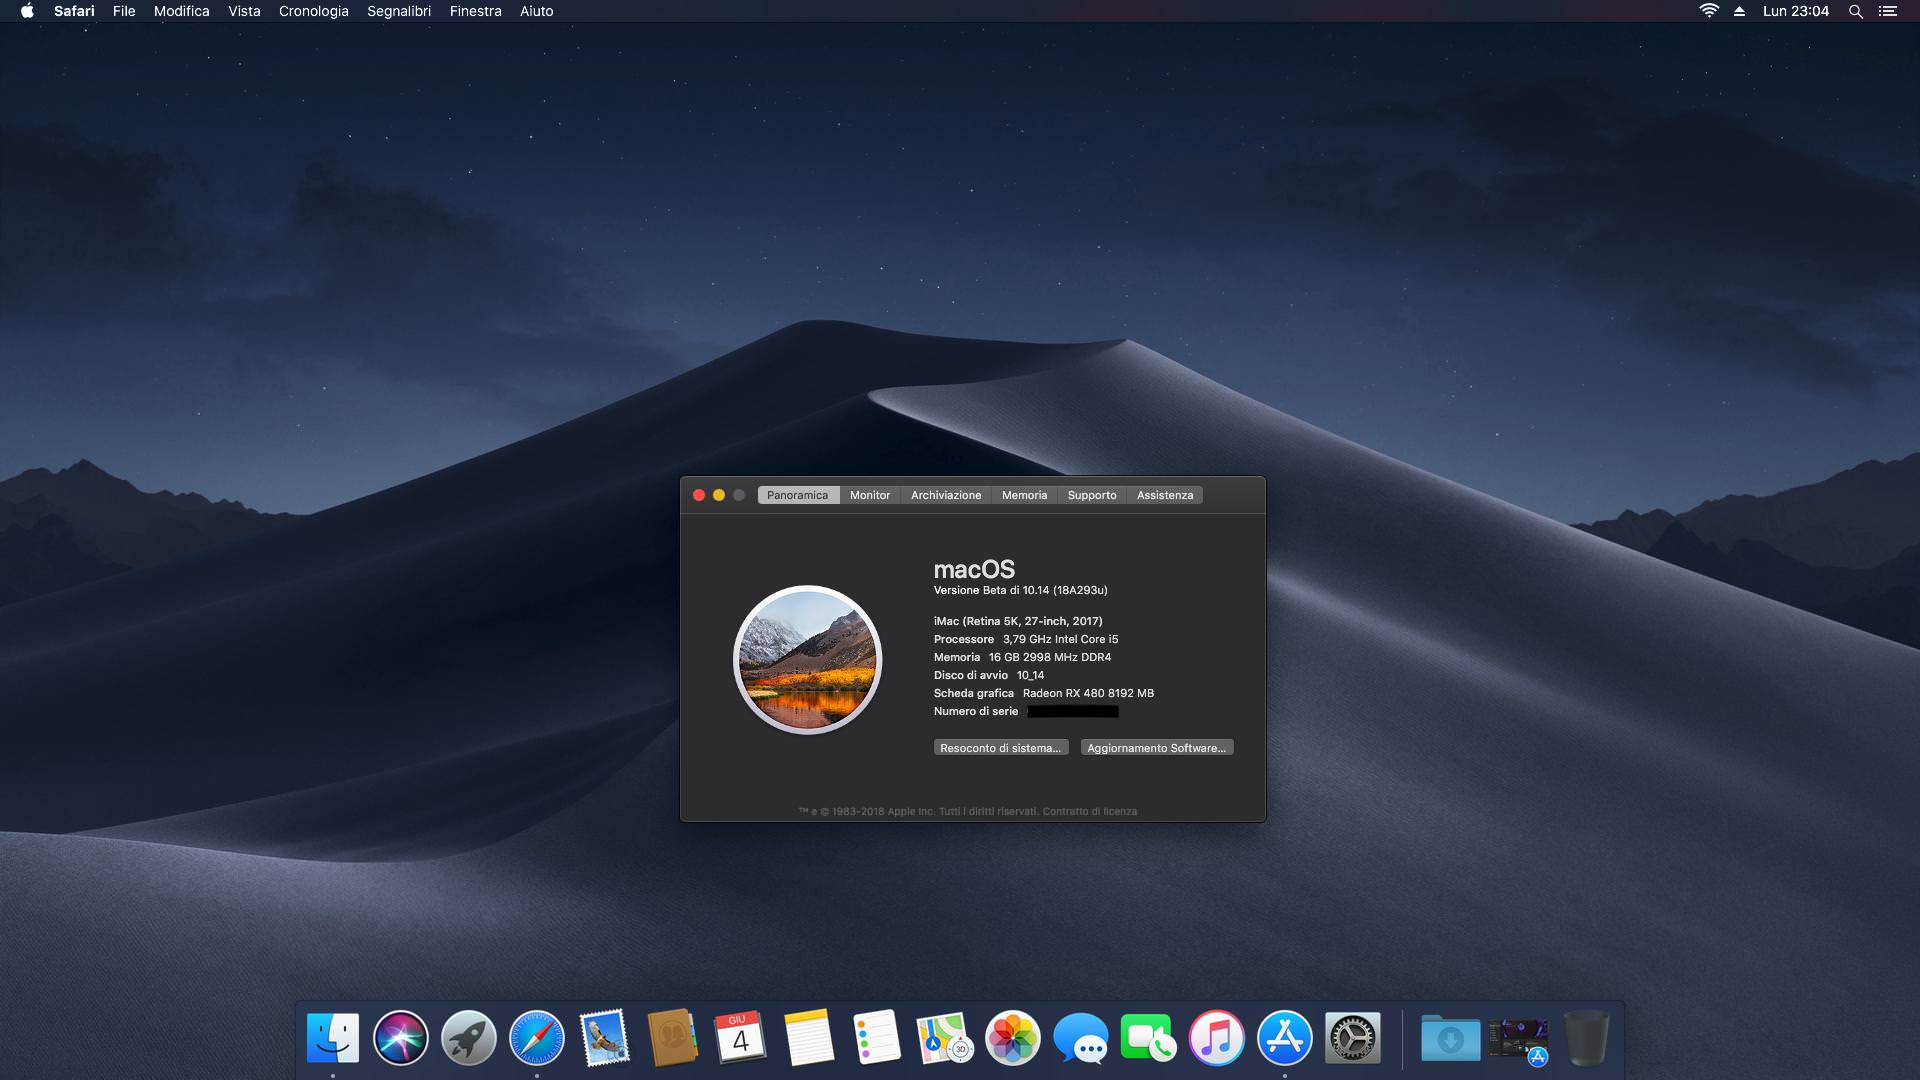 Safari File Modifica Vista Cronologia Segnalibri Finestra Aiuto Lun 23:04
Panoramica Monitor Archiviazione Memoria Supporto Assistenza
macOS
Versione Beta di 10.14 (18A293u)
iMac (Retina 5K, 27-inch, 2017)
Processore 3,79 GHz Intel Core i5
Memoria 16 GB 2998 MHz DDR4
Disco di avvio 10_14
Scheda grafica Radeon RX 480 8192 MB
Numero di serie
Resoconto di sistema... Aggiornamento Software...
™ e © 1983-2018 Apple Inc. Tutti i diritti riservati. Contratto di licenza
GIU
4
3D